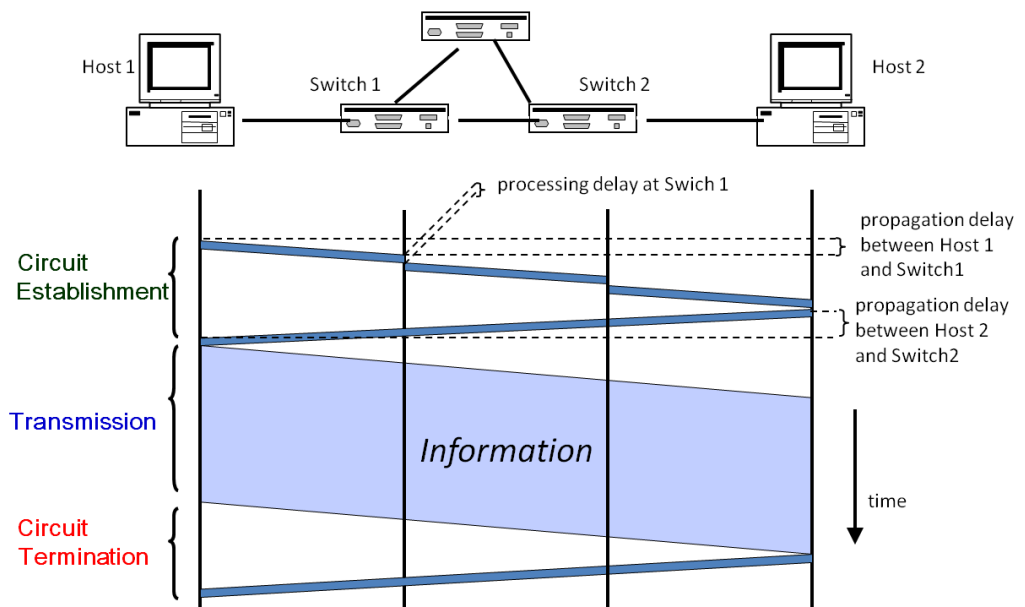 Host 1
Switch 1
Switch 2
Host 2
processing delay at Swich 1
propagation delay
between Host 1
and Switch1
Circuit
Establishment
propagation delay
between Host 2
and Switch2
Transmission
Information
time
Circuit
Termination